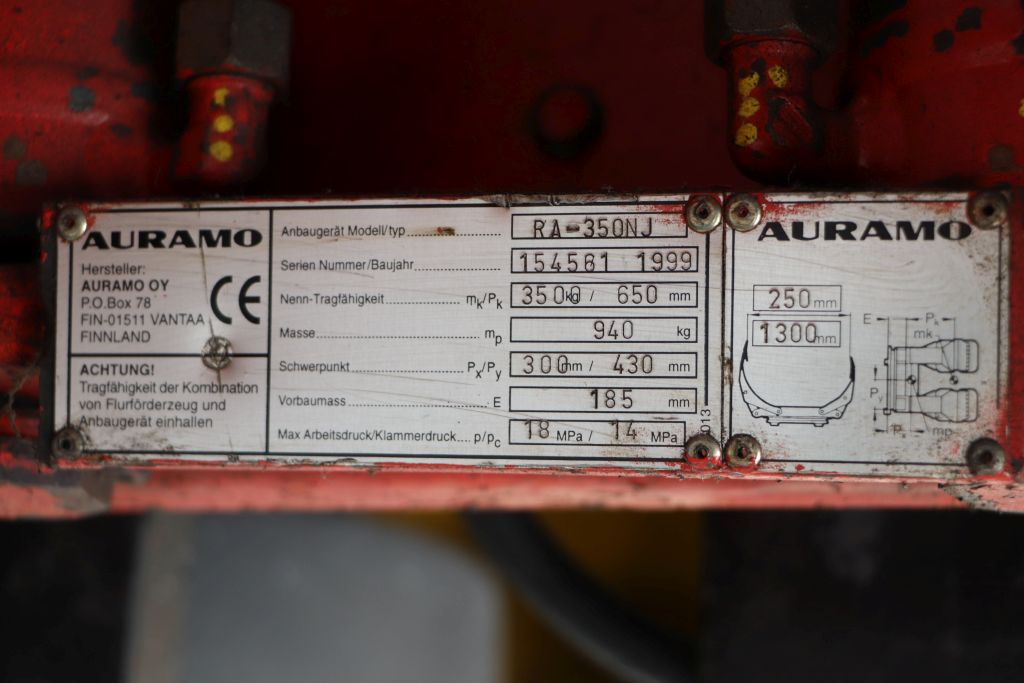 AURAMO
Hersteller:
AURAMO OY
P.O.Box 78
FIN-01511 VANTAA
FINNLAND
CE
ACHTUNG!
Tragfähigkeit der Kombination
von Flurförderzeug und
Anbaugerät einhallen
Anbaugerät Modell/typ RA-350NJ
Serien Nummer/Baujahr 154561 1999
Nenn-Tragfähigkeit mk/Pk 3500 kg / 650 mm
Masse mp 940 kg
Schwerpunkt Px/Py 300 mm / 430 mm
Vorbaumass E 185 mm
Max Arbeitsdruck/Klammerdruck.... p/pc 18 MPa / 14 MPa
AURAMO
250 mm
1300 mm
E
mk
mp